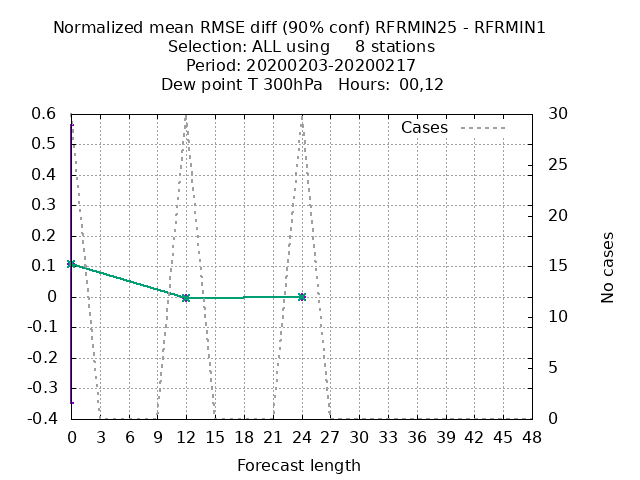 Normalized mean RMSE diff (90% conf) RFRMIN25 - RFRMIN1
Selection: ALL using     8 stations
Period: 20200203-20200217
Dew point T 300hPa   Hours:  00,12
Cases
0.6
0.5
0.4
0.3
0.2
0.1
0
-0.1
-0.2
-0.3
-0.4
30
25
20
15
10
5
0
No cases
0 3 6 9 12 15 18 21 24 27 30 33 36 39 42 45 48
Forecast length